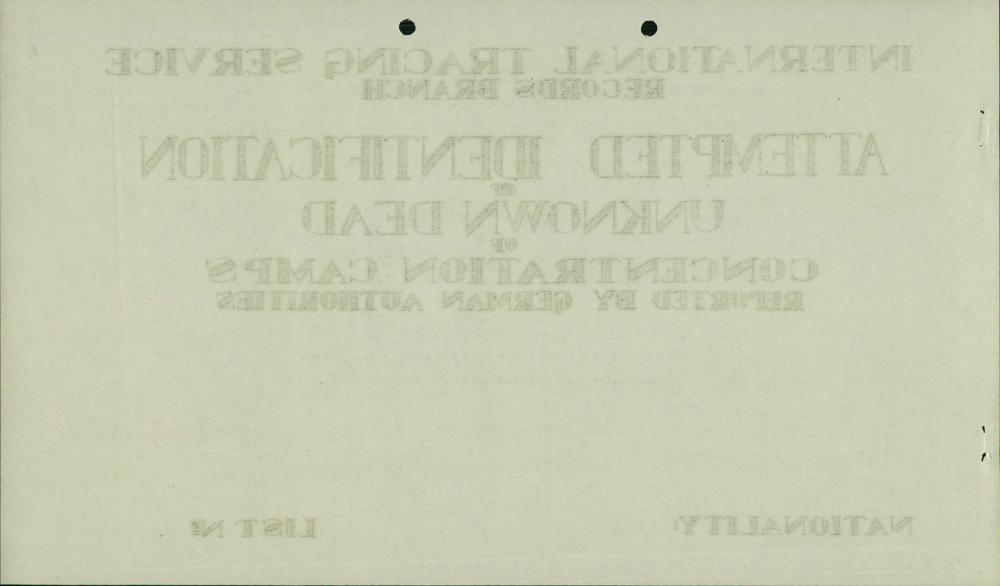 INTERNATIONAL TRACING SERVICE
RECORDS BRANCH
ATTEMPTED IDENTIFICATION
OF
UNKNOWN DEAD
OF
CONCENTRATION CAMPS
REPORTED BY GERMAN AUTHORITIES
NATIONALITY:
LIST Nº